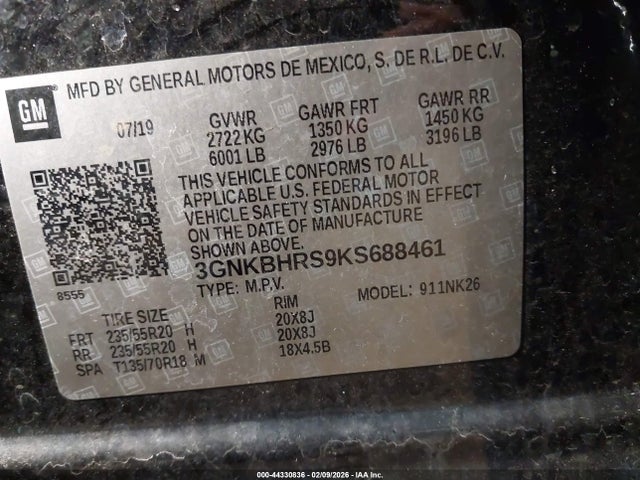 GM
MFD BY GENERAL MOTORS DE MEXICO, S. DE R.L. DE C.V.
07/19 GVWR GAWR FRT GAWR RR
2722 KG 1350 KG 1450 KG
6001 LB 2976 LB 3196 LB
THIS VEHICLE CONFORMS TO ALL
APPLICABLE U.S. FEDERAL MOTOR
VEHICLE SAFETY STANDARDS IN EFFECT
ON THE DATE OF MANUFACTURE
3GNKBHRS9KS688461
8555
TYPE: M.P.V. MODEL: 911NK26
TIRE SIZE RIM
FRT 235/55R20 H 20X8J
RR 235/55R20 H 20X8J
SPA T135/70R18 M 18X4.5B
000-44330836 - 02/09/2026 - IAA Holdings, LLC